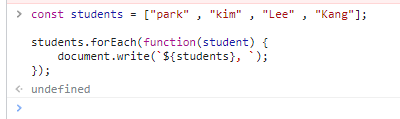 const students = ["park" , "kim" , "Lee" , "Kang"];
students.forEach(function(student) {
document.write(`${students}, `);
});
undefined